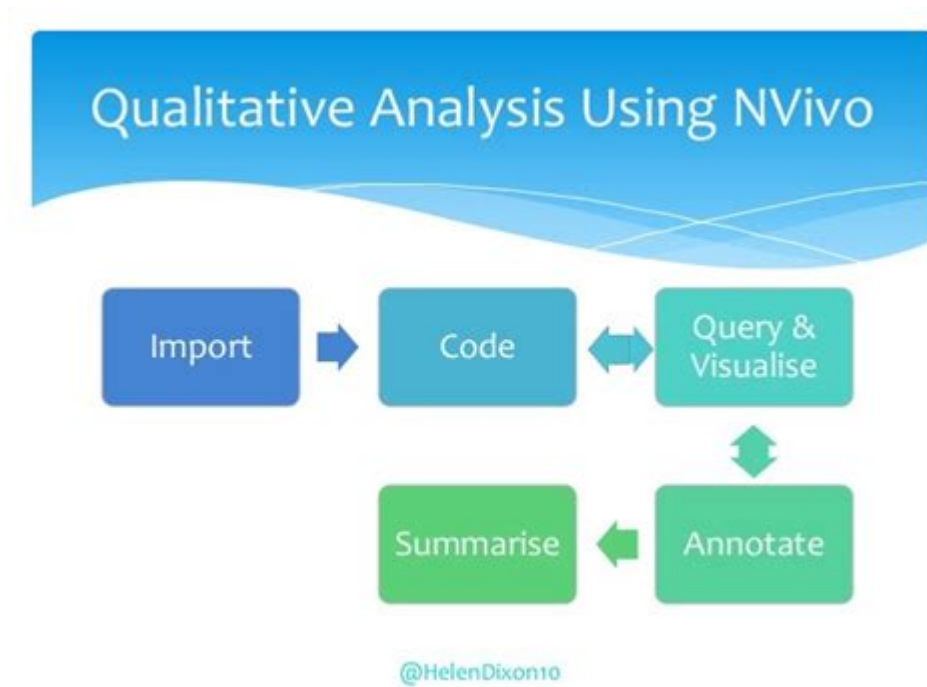 Qualitative Analysis Using NVivo
Import
Code
Query &
Visualise
Summarise
Annotate
@HelenDixon10